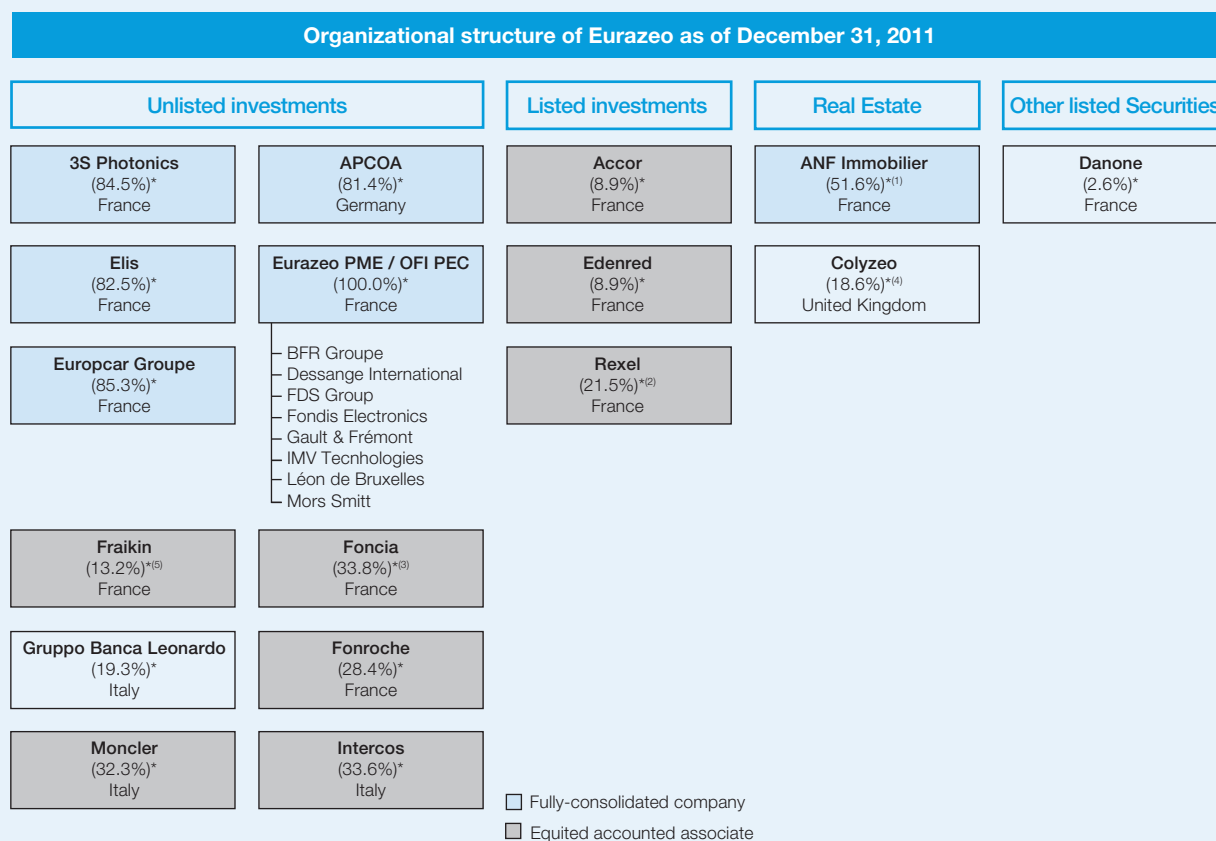 Organizational structure of Eurazeo as of December 31, 2011
Unlisted investments
Listed investments
Real Estate
Other listed Securities
3S Photonics
(84.5%)*
France
APCOA
(81.4%)*
Germany
Accor
(8.9%)*
France
ANF Immobilier
(51.6%)*(1)
France
Danone
(2.6%)*
France
Elis
(82.5%)*
France
Eurazeo PME / OFI PEC
(100.0%)*
France
Edenred
(8.9%)*
France
Colyzeo
(18.6%)*(4)
United Kingdom
Europcar Groupe
(85.3%)*
France
BFR Groupe
Dessange International
FDS Group
Fondis Electronics
Gault & Frémont
IMV Tecnhologies
Léon de Bruxelles
Mors Smitt
Rexel
(21.5%)*(2)
France
Fraikin
(13.2%)*(5)
France
Foncia
(33.8%)*(3)
France
Gruppo Banca Leonardo
(19.3%)*
Italy
Fonroche
(28.4%)*
France
Moncler
(32.3%)*
Italy
Intercos
(33.6%)*
Italy
Fully-consolidated company
Equited accounted associate